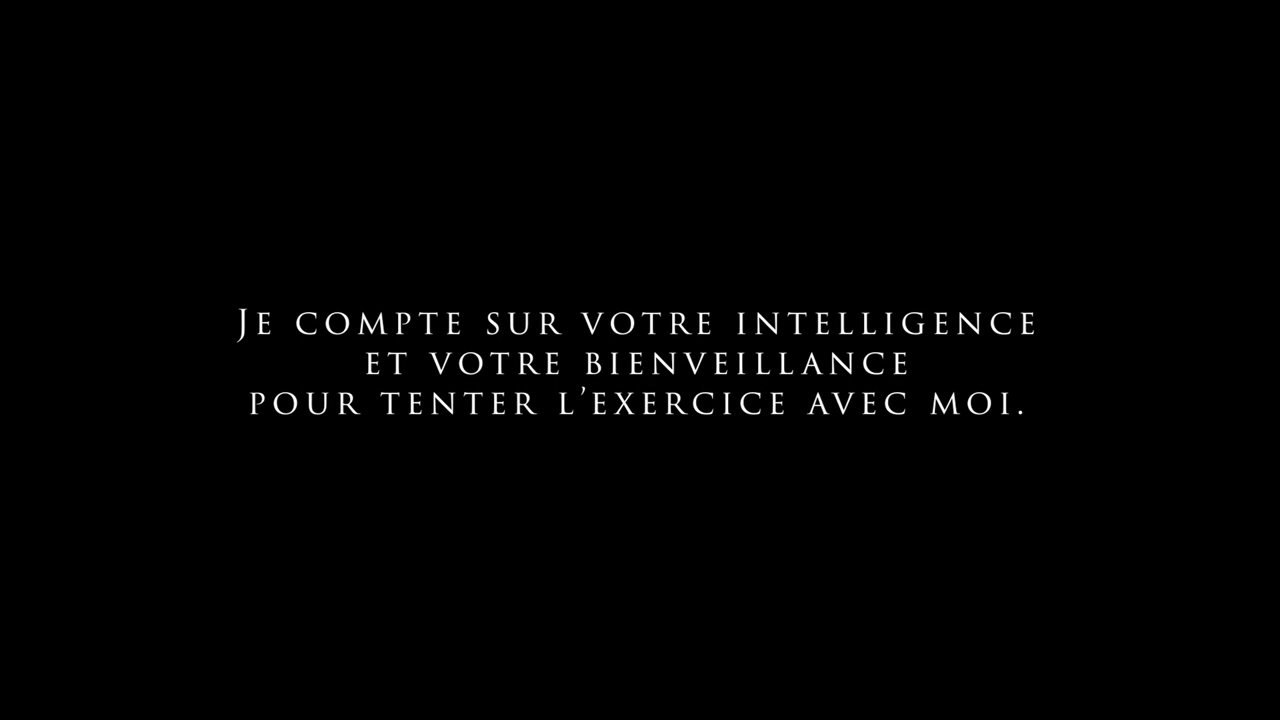 Je compte sur votre intelligence
et votre bienveillance
pour tenter l’exercice avec moi.